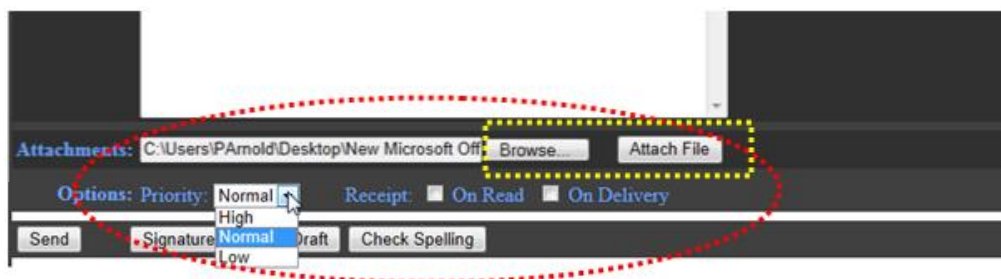 Attachments: C:\Users\PArnold\Desktop\New Microsoft Off Browse... Attach File
Options: Priority: Normal Receipt: On Read On Delivery
High
Send Signature Normal Draft Check Spelling
Low